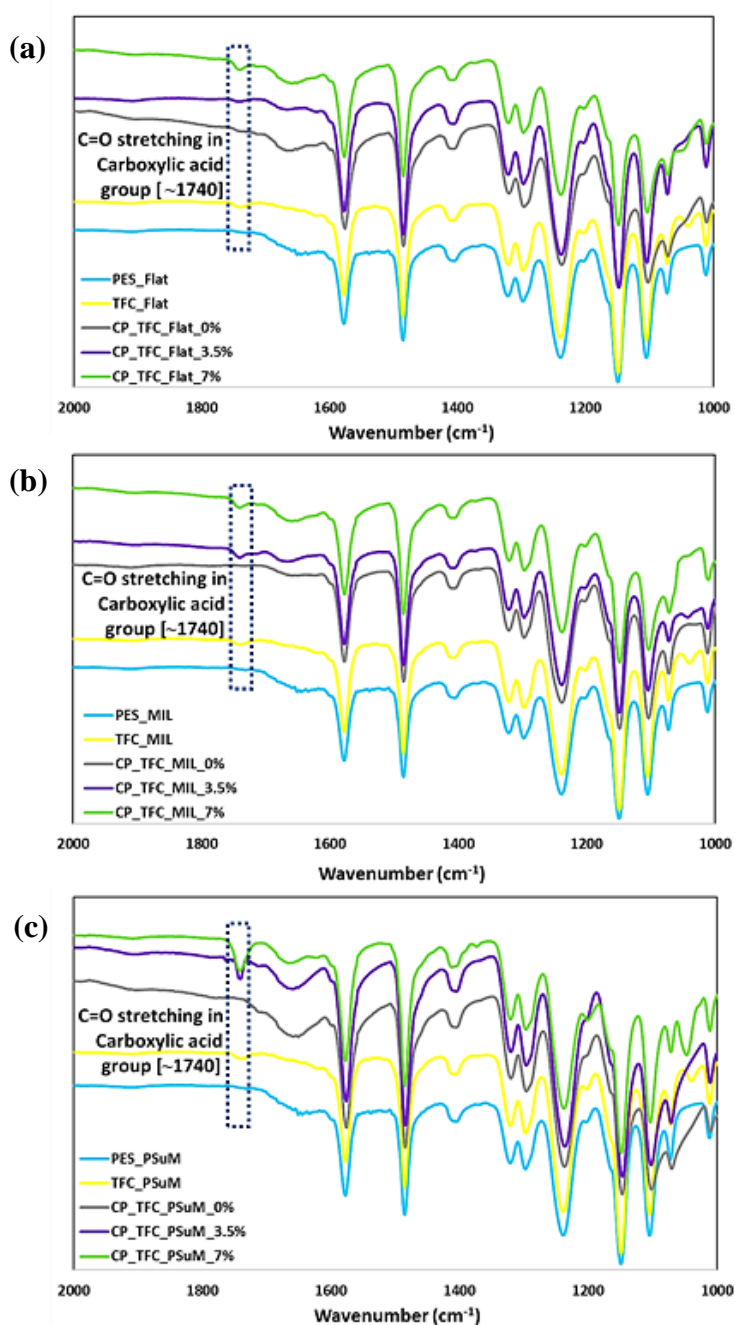 (a)
C=O stretching in
Carboxylic acid
group [~1740]
PES_Flat
TFC_Flat
CP_TFC_Flat_0%
CP_TFC_Flat_3.5%
CP_TFC_Flat_7%
2000 1800 1600 1400 1200 1000
Wavenumber (cm⁻¹)
(b)
C=O stretching in
Carboxylic acid
group [~1740]
PES_MIL
TFC_MIL
CP_TFC_MIL_0%
CP_TFC_MIL_3.5%
CP_TFC_MIL_7%
2000 1800 1600 1400 1200 1000
Wavenumber (cm⁻¹)
(c)
C=O stretching in
Carboxylic acid
group [~1740]
PES_PSuM
TFC_PSuM
CP_TFC_PSuM_0%
CP_TFC_PSuM_3.5%
CP_TFC_PSuM_7%
2000 1800 1600 1400 1200 1000
Wavenumber (cm⁻¹)